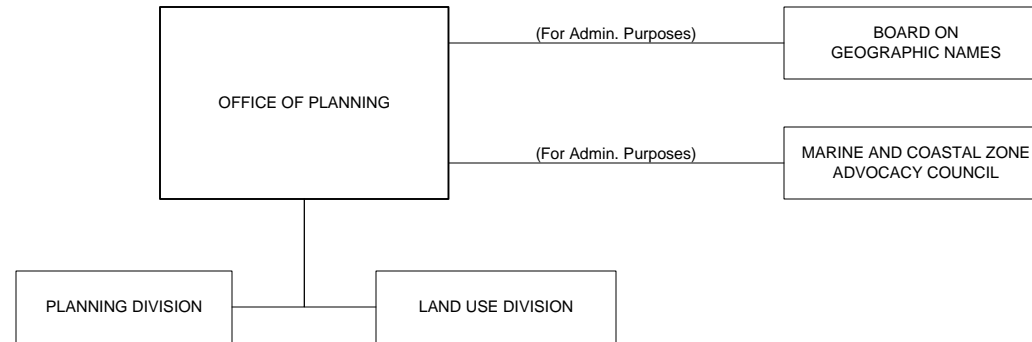 (For Admin. Purposes)
BOARD ON
GEOGRAPHIC NAMES
OFFICE OF PLANNING
(For Admin. Purposes)
MARINE AND COASTAL ZONE
ADVOCACY COUNCIL
PLANNING DIVISION
LAND USE DIVISION